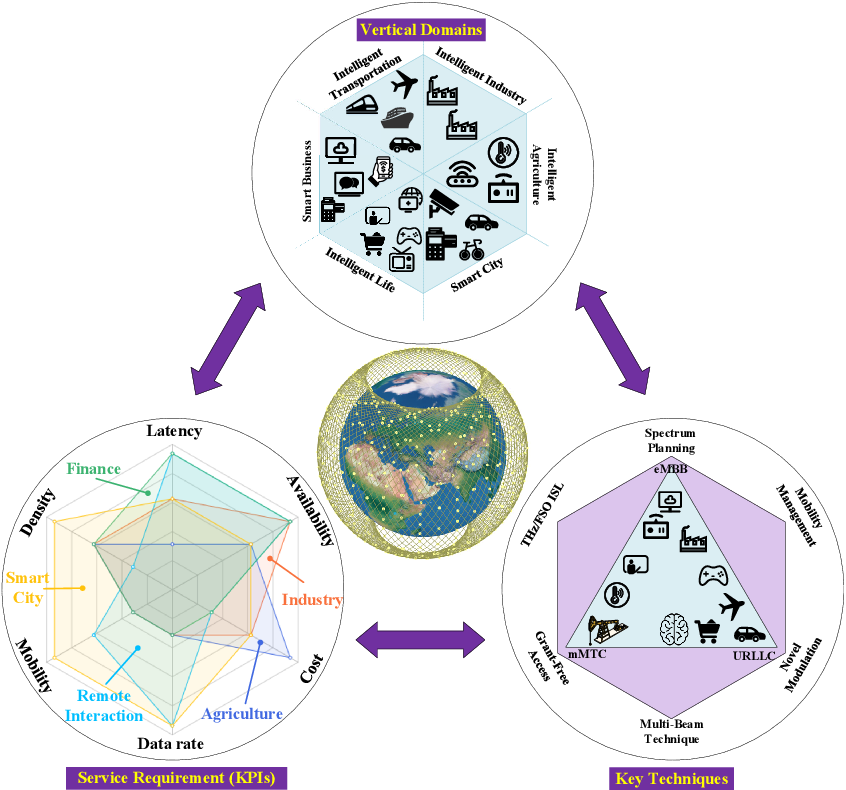 Vertical Domains
Intelligent
Transportation
Intelligent Industry
Smart Business
Intelligent
Agriculture
Intelligent Life
Smart City
Latency
Finance
Density
Availability
Smart
City
Industry
Mobility
Cost
Remote
Interaction
Agriculture
Data rate
Service Requirement (KPIs)
Spectrum
Planning
eMBB
THz/FSO ISL
Mobility
Management
mMTC
URLLC
Grant-Free
Access
Novel
Modulation
Multi-Beam
Technique
Key Techniques